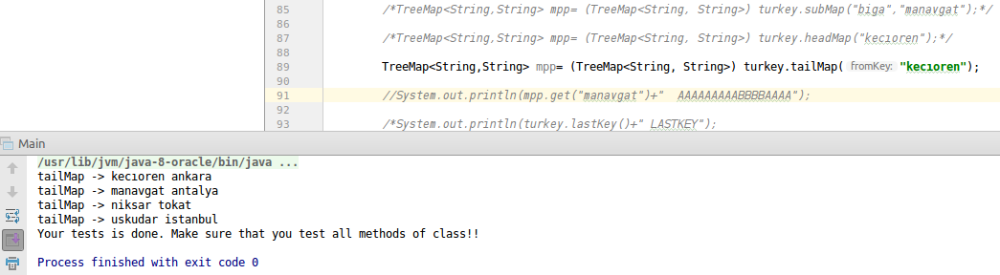 85 /*TreeMap<String,String> mpp= (TreeMap<String, String>) turkey.subMap("biga","manavgat");*/
86
87 /*TreeMap<String,String> mpp= (TreeMap<String, String>) turkey.headMap("kecioren");*/
88
89 TreeMap<String,String> mpp= (TreeMap<String, String>) turkey.tailMap( fromKey: "kecioren");
90
91 //System.out.println(mpp.get("manavgat")+"  AAAAAAAAABBBBAAAA");
92
93 /*System.out.println(turkey.lastKey()+" LASTKEY");
Main
/usr/lib/jvm/java-8-oracle/bin/java ...
tailMap -> kecioren ankara
tailMap -> manavgat antalya
tailMap -> niksar tokat
tailMap -> uskudar istanbul
Your tests is done. Make sure that you test all methods of class!!
Process finished with exit code 0